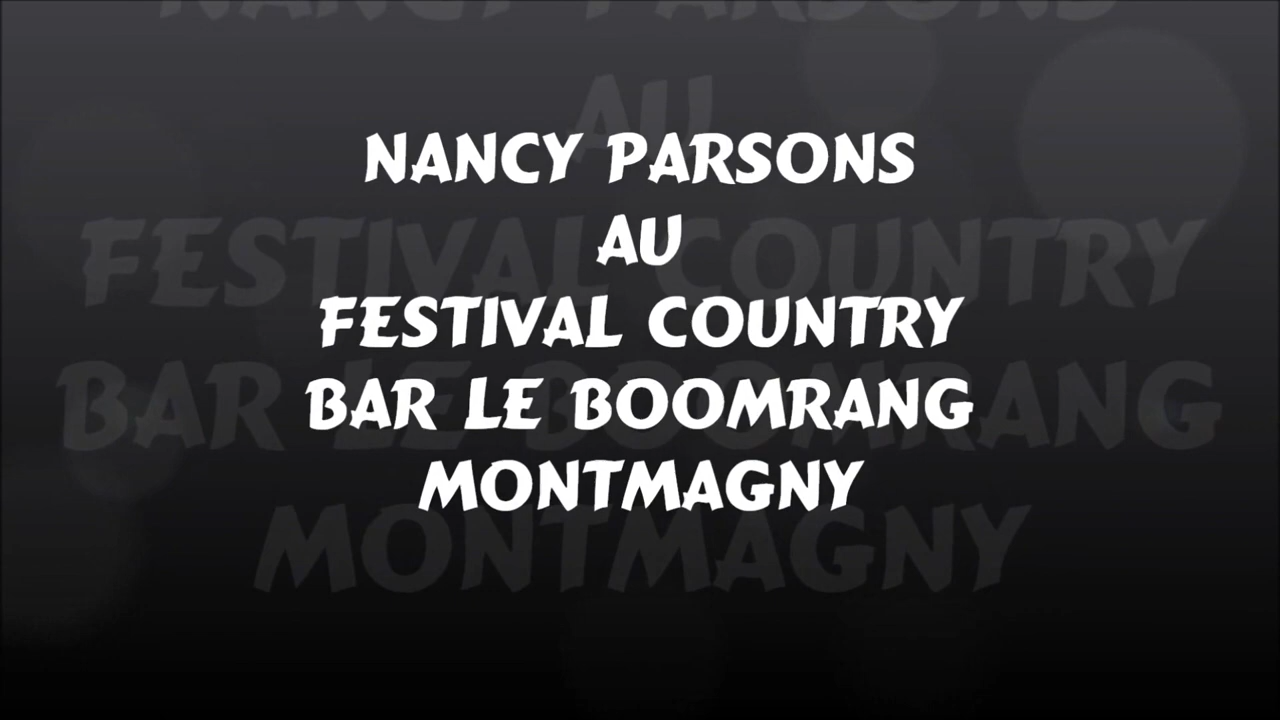 NANCY PARSONS
AU
FESTIVAL COUNTRY
BAR LE BOOMRANG
MONTMAGNY